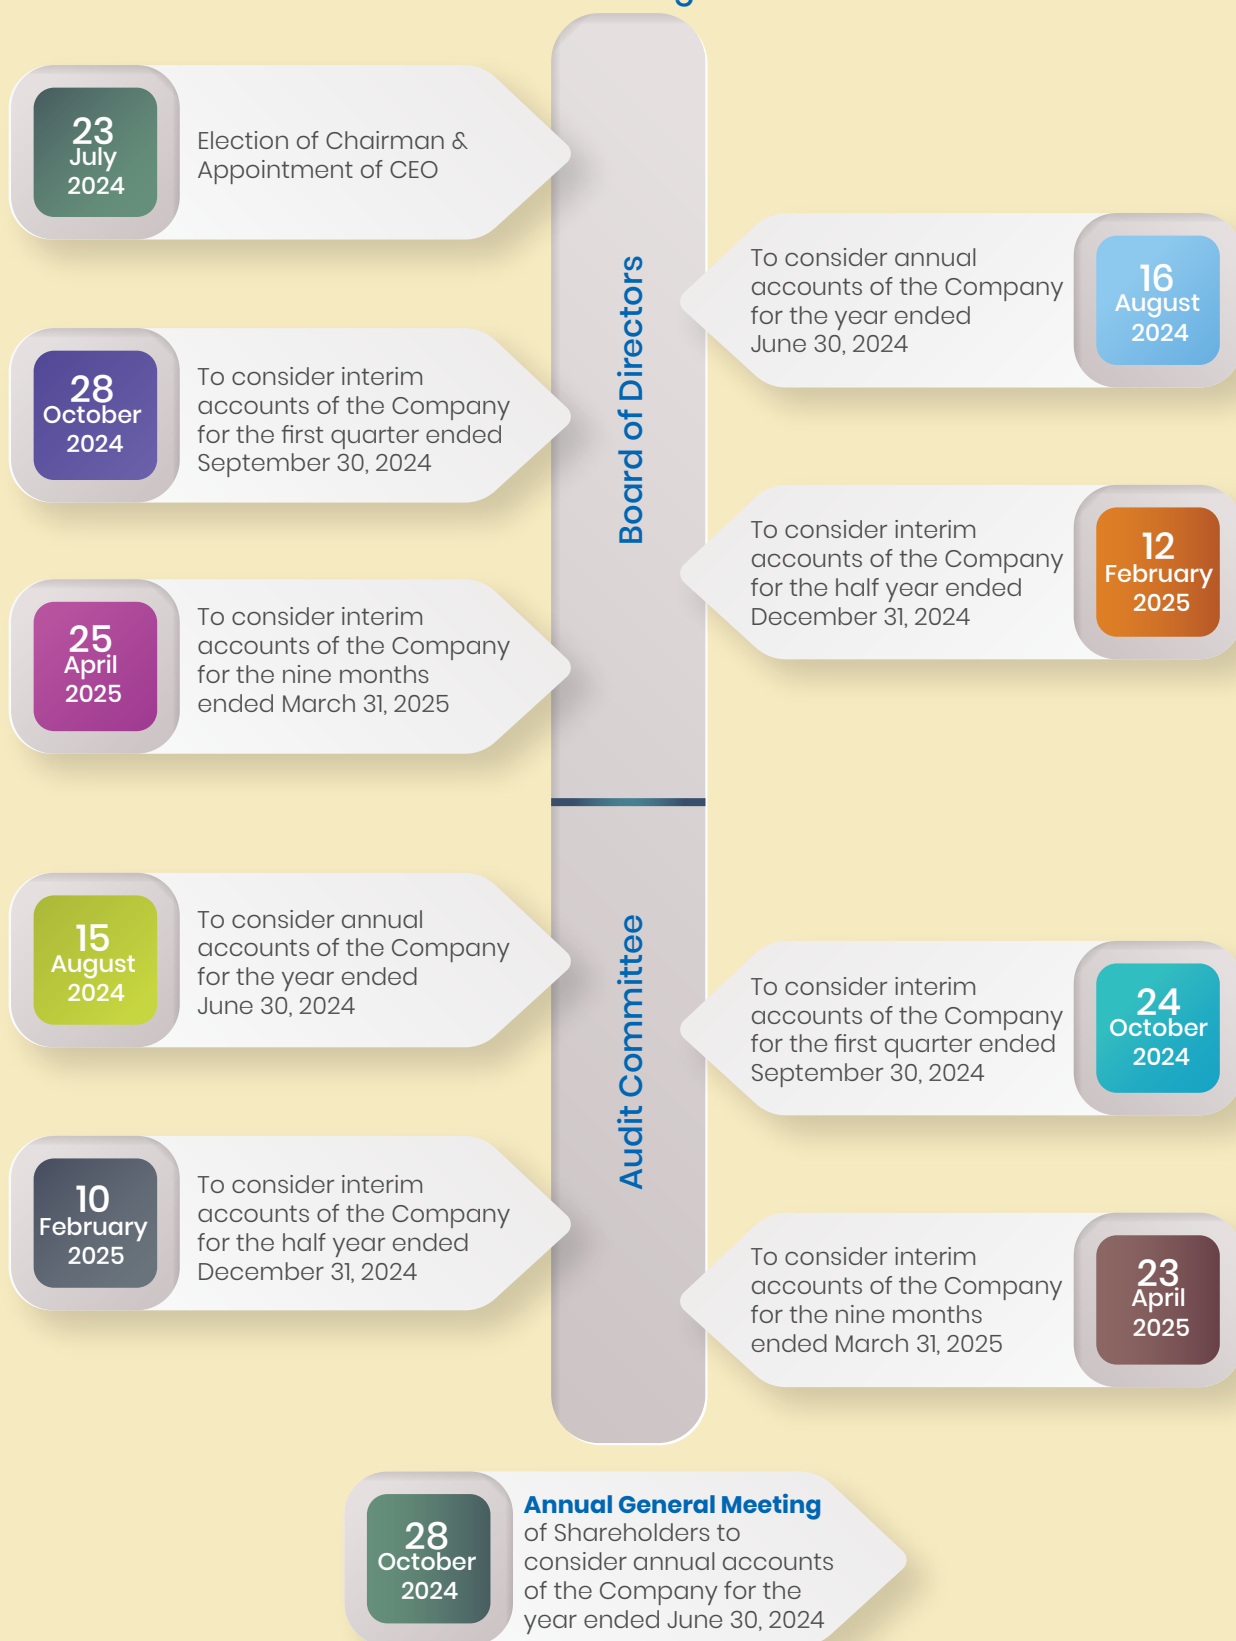 23
July
2024
Election of Chairman &
Appointment of CEO
16
August
2024
To consider annual
accounts of the Company
for the year ended
June 30, 2024
28
October
2024
To consider interim
accounts of the Company
for the first quarter ended
September 30, 2024
Board of Directors
12
February
2025
To consider interim
accounts of the Company
for the half year ended
December 31, 2024
25
April
2025
To consider interim
accounts of the Company
for the nine months
ended March 31, 2025
15
August
2024
To consider annual
accounts of the Company
for the year ended
June 30, 2024
Audit Committee
24
October
2024
To consider interim
accounts of the Company
for the first quarter ended
September 30, 2024
10
February
2025
To consider interim
accounts of the Company
for the half year ended
December 31, 2024
23
April
2025
To consider interim
accounts of the Company
for the nine months
ended March 31, 2025
28
October
2024
Annual General Meeting
of Shareholders to
consider annual accounts
of the Company for the
year ended June 30, 2024